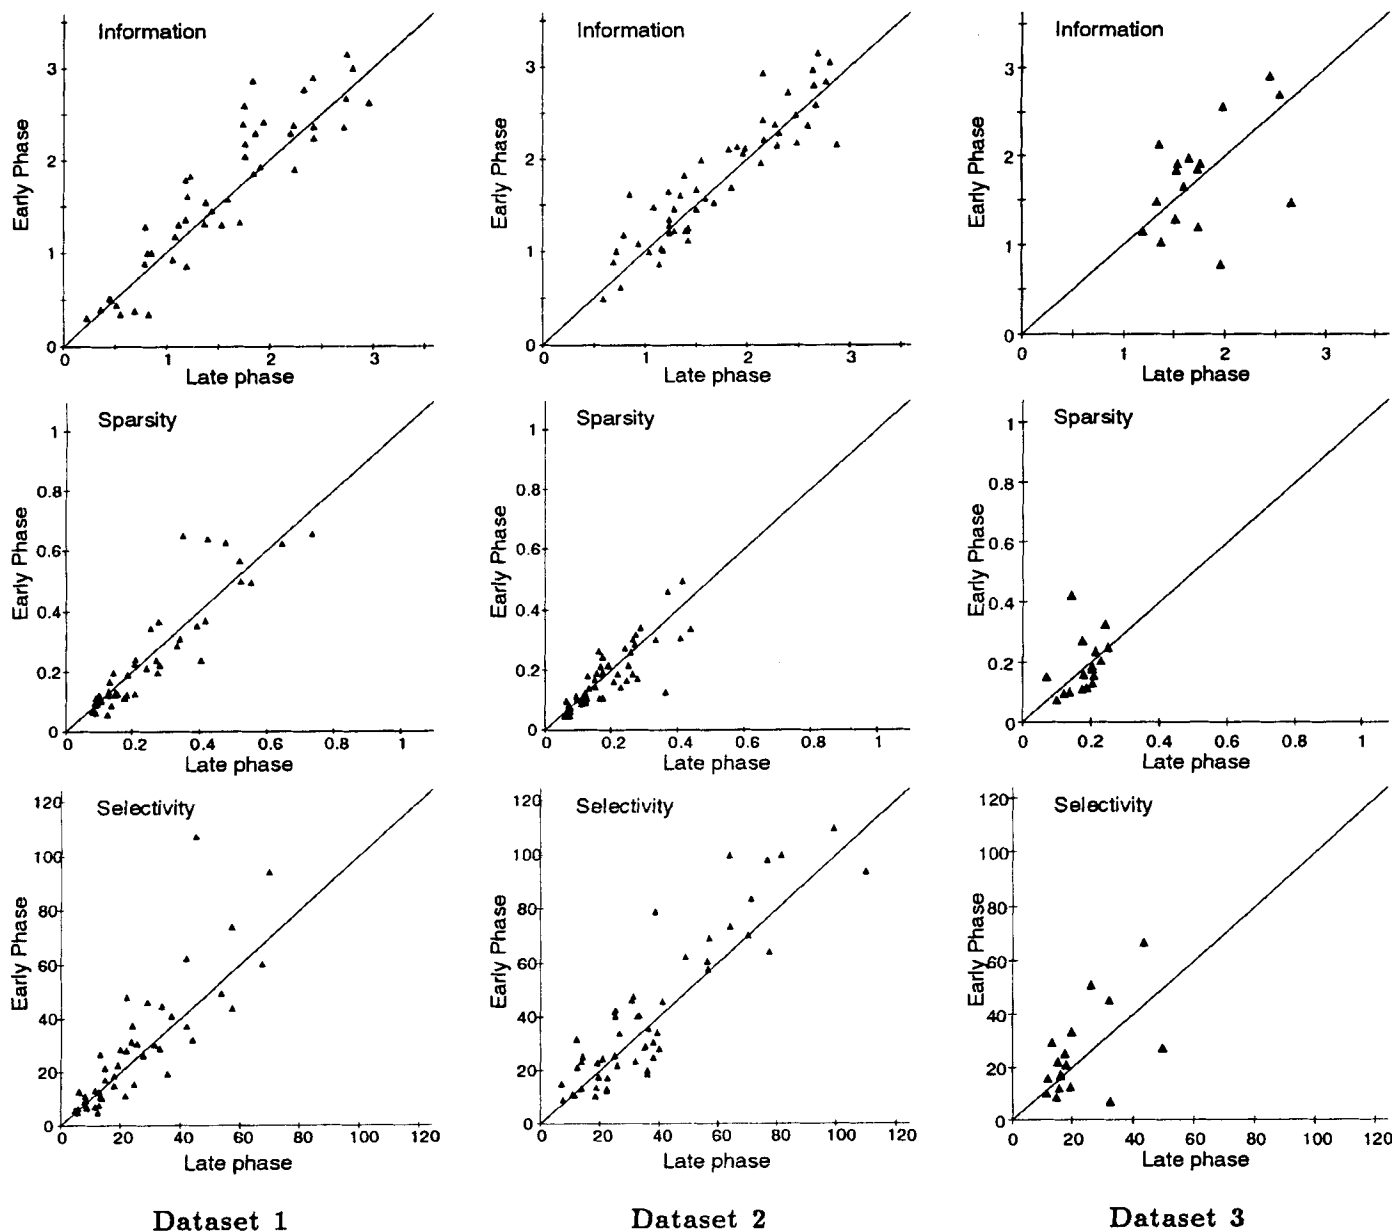 Information
Early Phase
3
2
1
0
0 1 2 3
Late phase
Information
Early Phase
3
2
1
0
0 1 2 3
Late phase
Information
Early Phase
3
2
1
0
0 1 2 3
Late phase
Sparsity
Early Phase
1
0.8
0.6
0.4
0.2
0
0 0.2 0.4 0.6 0.8 1
Late phase
Sparsity
Early Phase
1
0.8
0.6
0.4
0.2
0
0 0.2 0.4 0.6 0.8 1
Late phase
Sparsity
Early Phase
1
0.8
0.6
0.4
0.2
0
0 0.2 0.4 0.6 0.8 1
Late phase
Selectivity
Early Phase
120
100
80
60
40
20
0
0 20 40 60 80 100 120
Late phase
Selectivity
Early Phase
120
100
80
60
40
20
0
0 20 40 60 80 100 120
Late phase
Selectivity
Early Phase
120
100
80
60
40
20
0
0 20 40 60 80 100 120
Late phase
Dataset 1
Dataset 2
Dataset 3